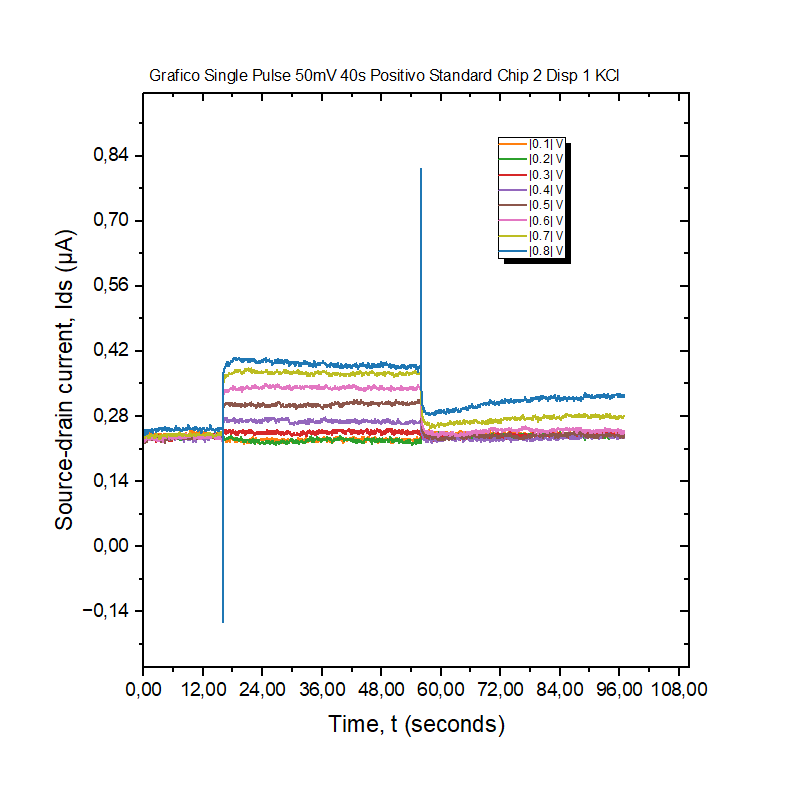 Grafico Single Pulse 50mV 40s Positivo Standard Chip 2 Disp 1 KCl
|0.1| V
|0.2| V
|0.3| V
|0.4| V
|0.5| V
|0.6| V
|0.7| V
|0.8| V
0,84
0,70
0,56
0,42
0,28
0,14
0,00
−0,14
Source-drain current, Ids (µA)
0,00 12,00 24,00 36,00 48,00 60,00 72,00 84,00 96,00 108,00
Time, t (seconds)